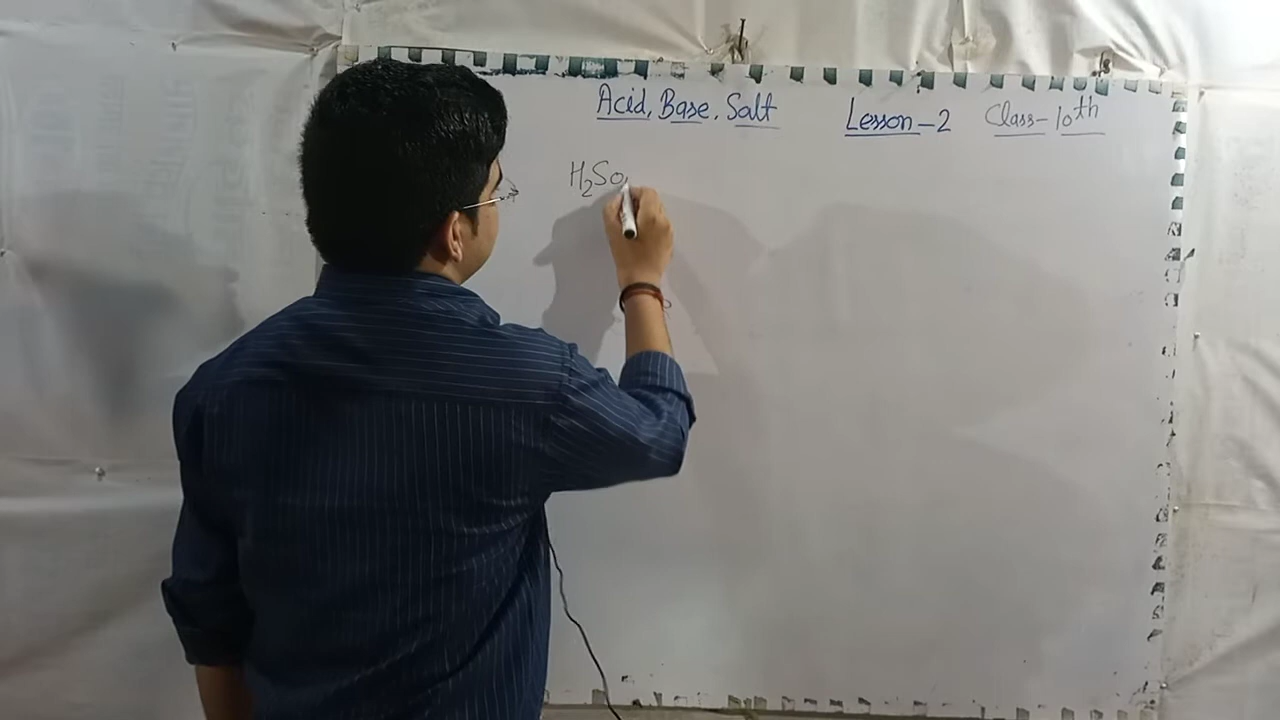 Acid, Base, Salt Lesson-2 Class-10th
H₂So